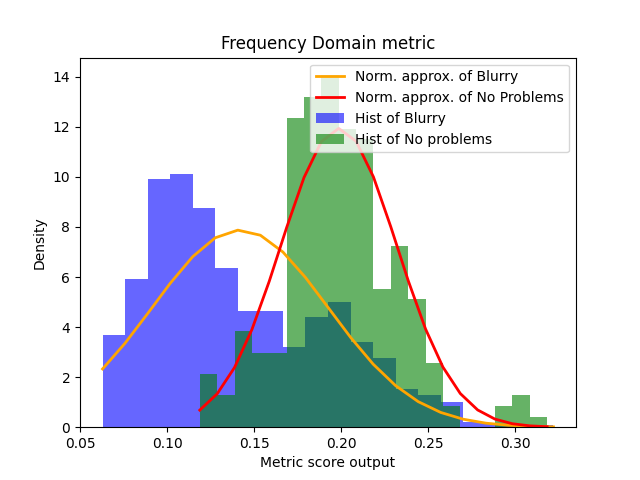 Frequency Domain metric
Norm. approx. of Blurry
Norm. approx. of No Problems
Hist of Blurry
Hist of No problems
14
12
10
8
6
4
2
0
Density
0.05 0.10 0.15 0.20 0.25 0.30
Metric score output